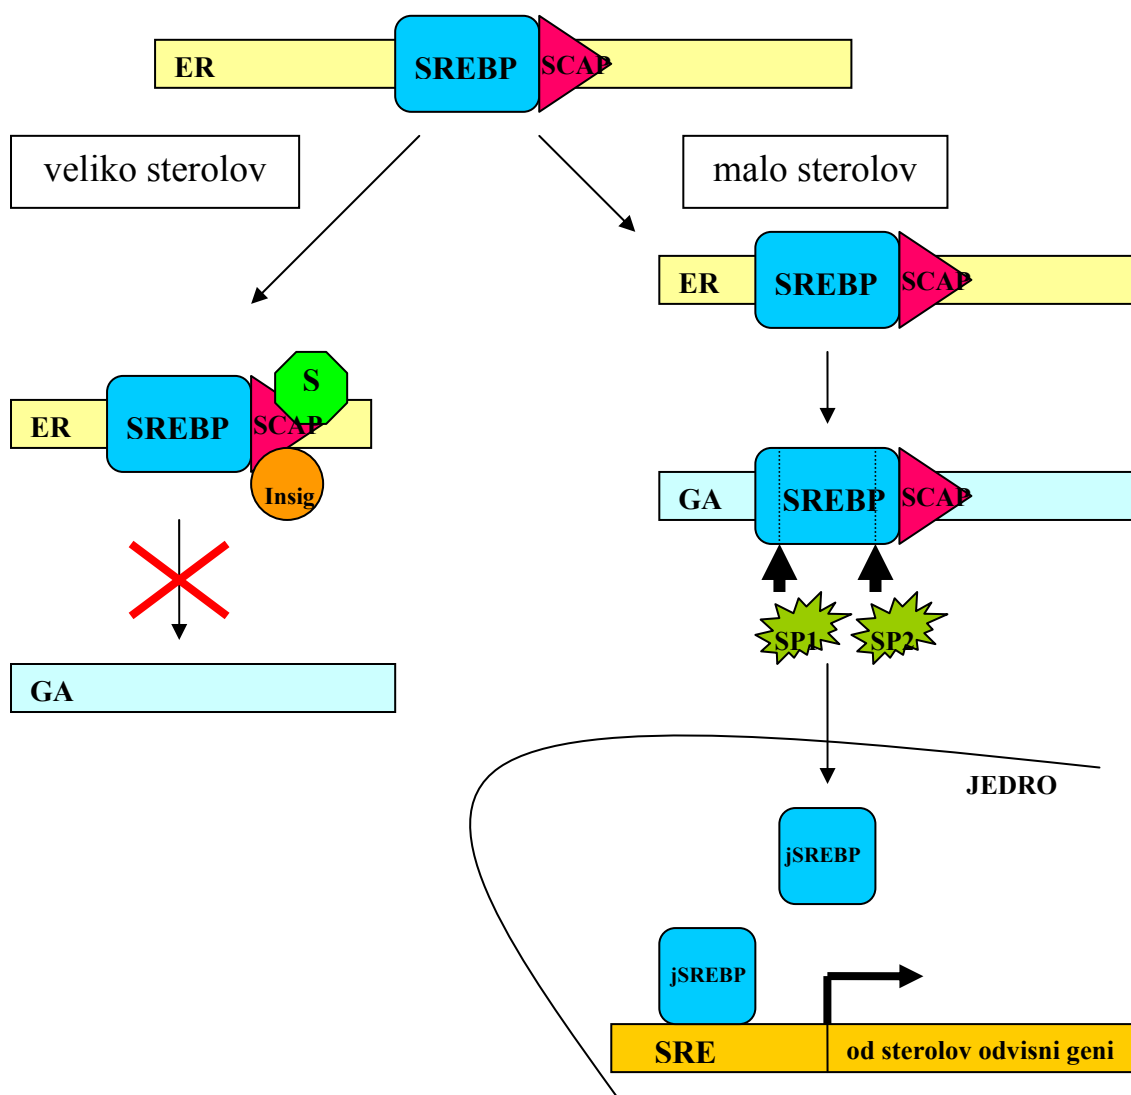 ER SREBP SCAP
veliko sterolov
malo sterolov
ER SREBP SCAP
S
ER SREBP SCAP
Insig
GA SREBP SCAP
SP1 SP2
GA
JEDRO
jSREBP
jSREBP
SRE od sterolov odvisni geni